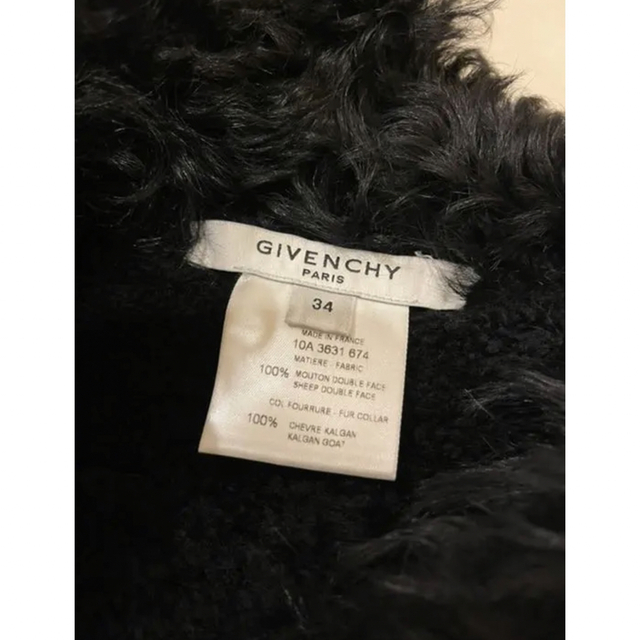 GIVENCHY
PARIS
34
MADE IN FRANCE
10A 3631 674
MATIERE - FABRIC
100% MOUTON DOUBLE FACE
SHEEP DOUBLE FACE
COL FOURRURE - FUR COLLAR
100% CHEVRE KALGAN
KALGAN GOAT